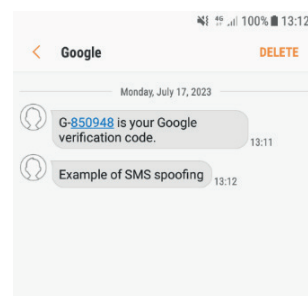 4G 100% 13:12
< Google DELETE
Monday, July 17, 2023
G-850948 is your Google
verification code.
13:11
Example of SMS spoofing
13:12